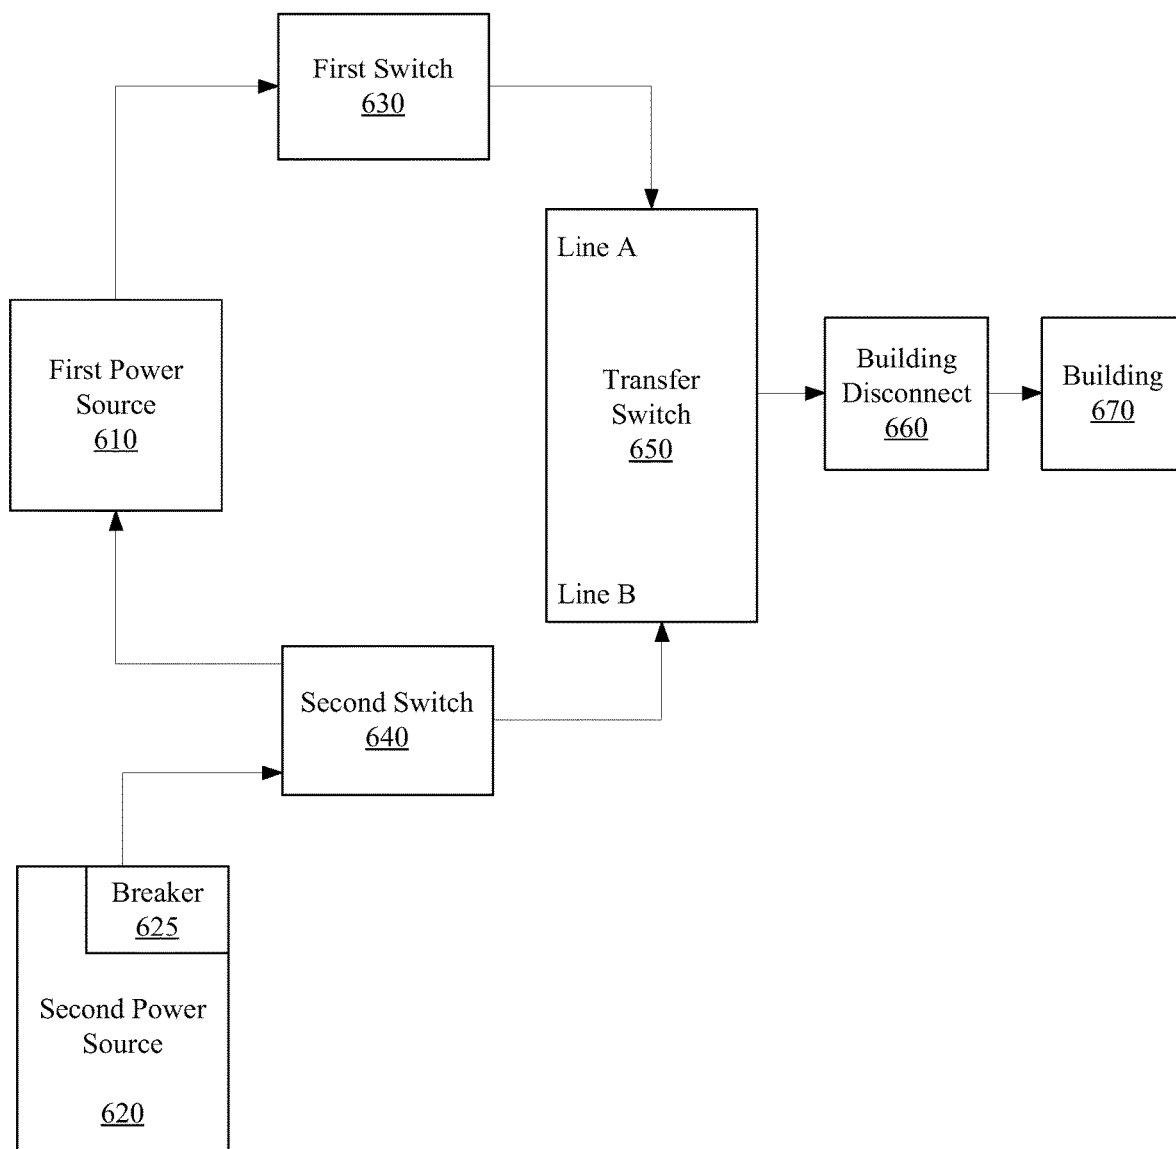 First Switch
630
Line A
First Power
Source
610
Transfer
Switch
650
Building
Disconnect
660
Building
670
Line B
Second Switch
640
Breaker
625
Second Power
Source
620